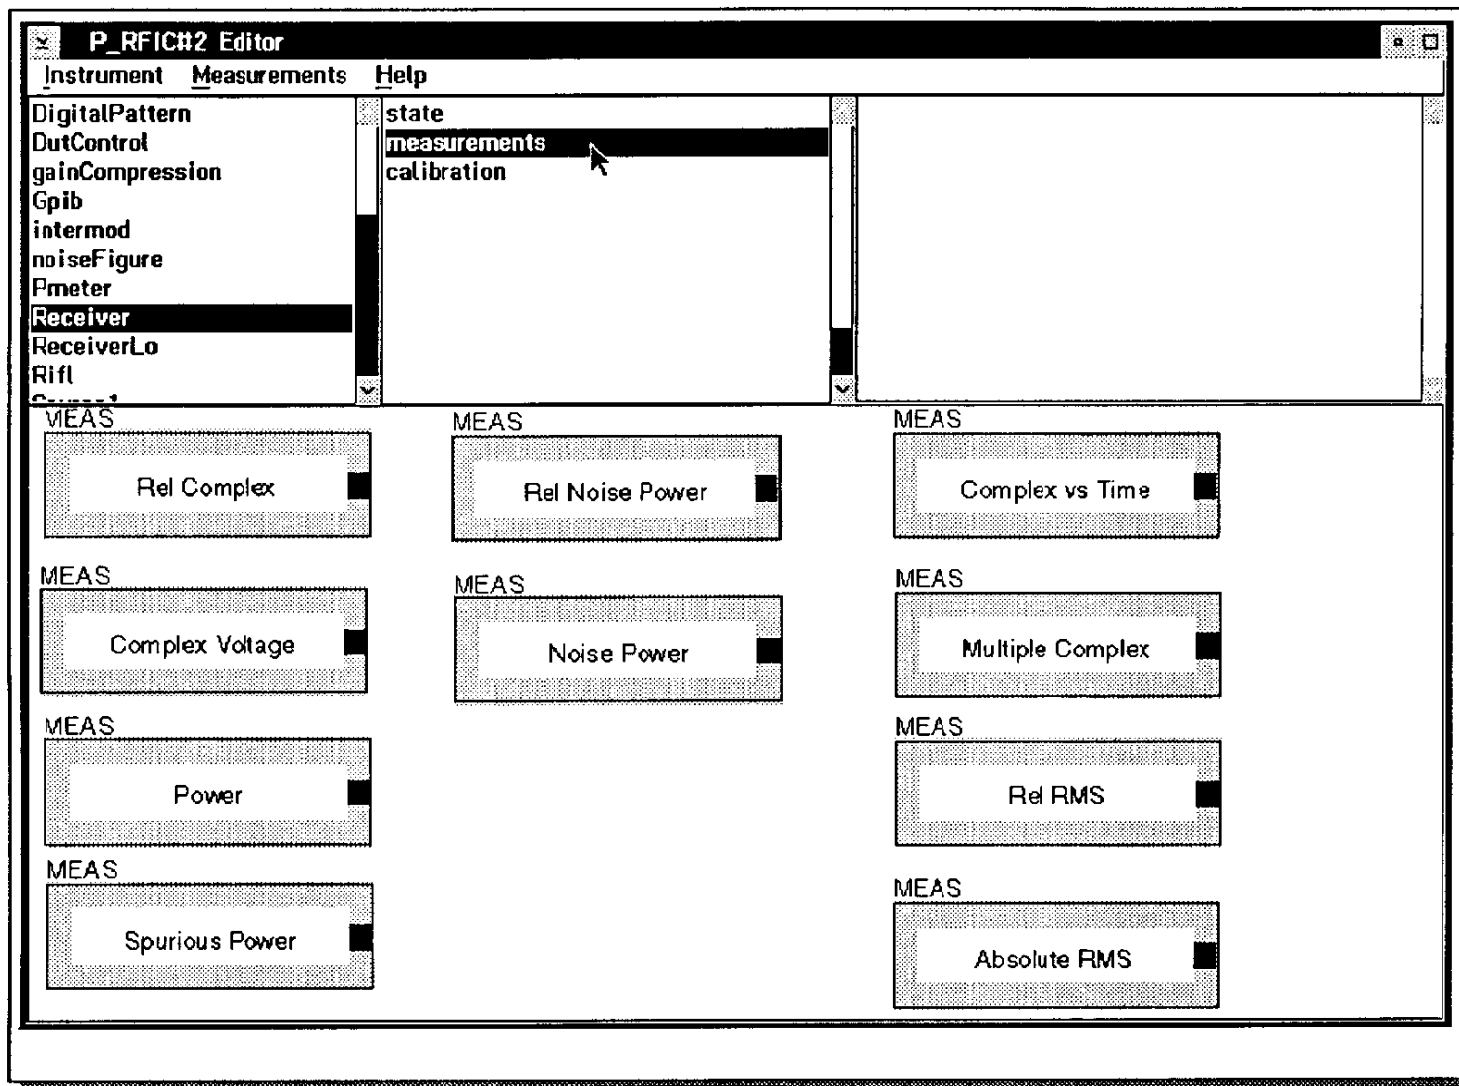 P_RFIC#2 Editor
Instrument Measurements Help
DigitalPattern
DutControl
gainCompression
Gpib
intermod
noiseFigure
Pmeter
Receiver
ReceiverLo
Rifl
state
measurements
calibration
MEAS
Rel Complex
MEAS
Rel Noise Power
MEAS
Complex vs Time
MEAS
Complex Voltage
MEAS
Noise Power
MEAS
Multiple Complex
MEAS
Power
MEAS
Rel RMS
MEAS
Spurious Power
MEAS
Absolute RMS